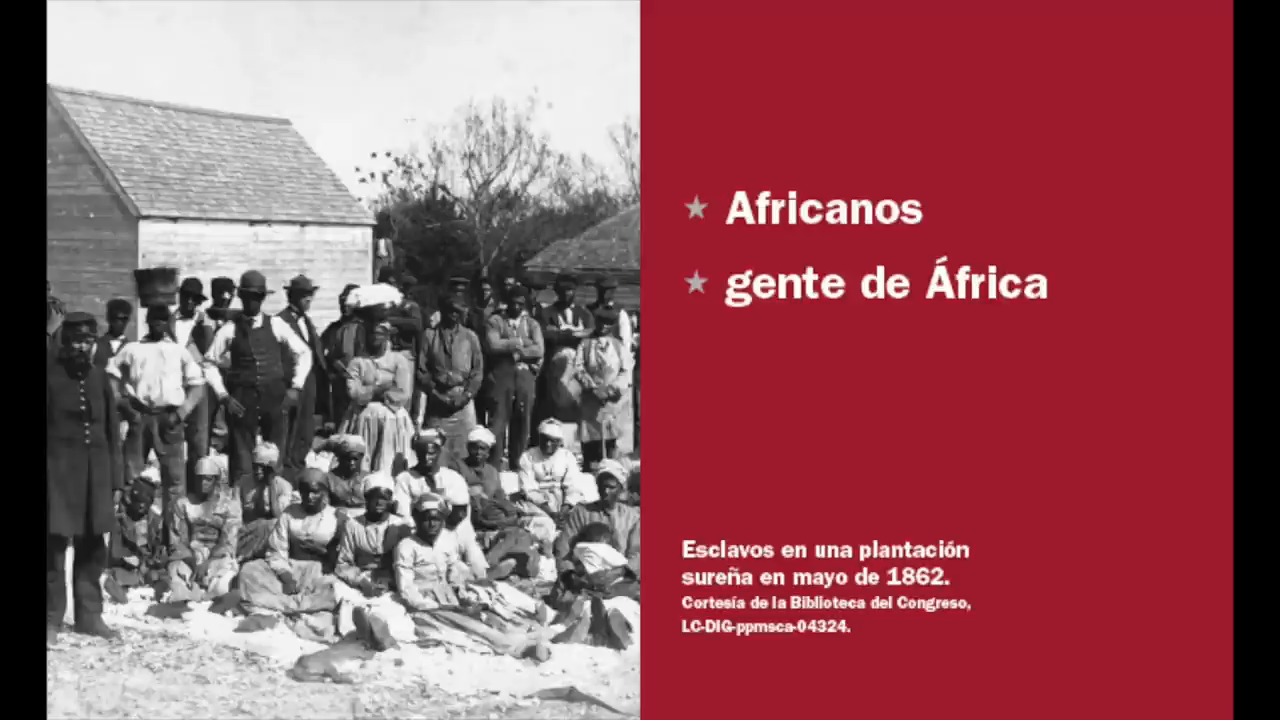 Africanos
gente de África
Esclavos en una plantación
sureña en mayo de 1862.
Cortesía de la Biblioteca del Congreso,
LC-DIG-ppmsca-04324.